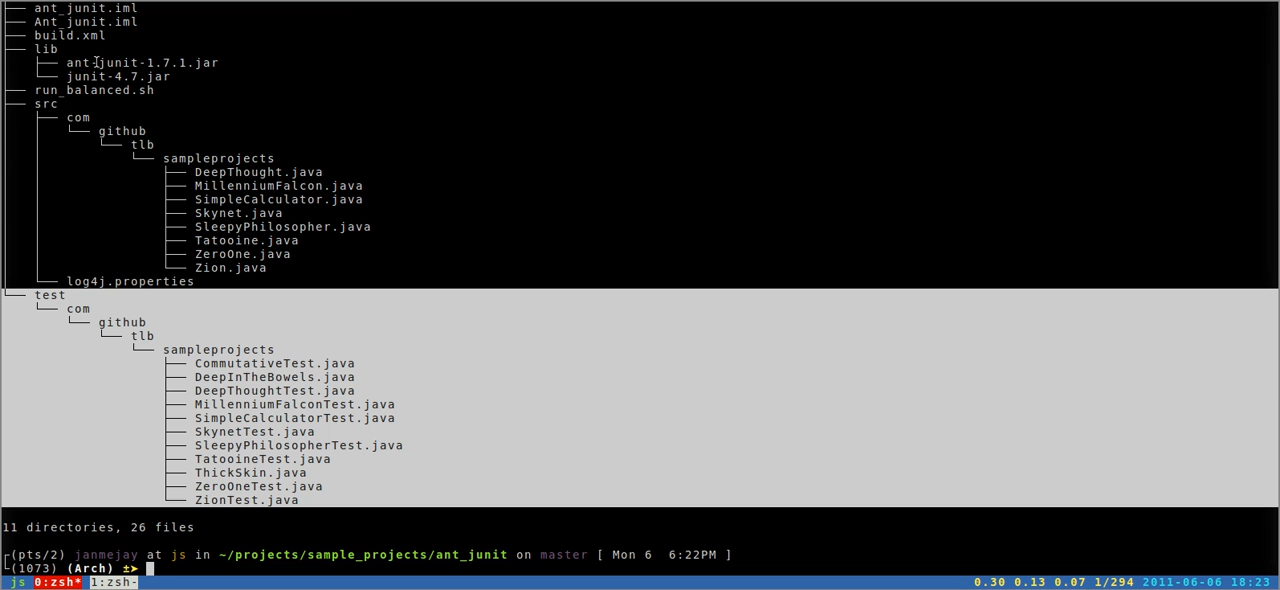 ├── ant_junit.iml
├── Ant_junit.iml
├── build.xml
├── lib
│   ├── ant-junit-1.7.1.jar
│   └── junit-4.7.jar
├── run_balanced.sh
├── src
│   ├── com
│   │   └── github
│   │       └── tlb
│   │           └── sampleprojects
│   │               ├── DeepThought.java
│   │               ├── MillenniumFalcon.java
│   │               ├── SimpleCalculator.java
│   │               ├── Skynet.java
│   │               ├── SleepyPhilosopher.java
│   │               ├── Tatooine.java
│   │               ├── ZeroOne.java
│   │               └── Zion.java
│   └── log4j.properties
└── test
    └── com
        └── github
            └── tlb
                └── sampleprojects
                    ├── CommutativeTest.java
                    ├── DeepInTheBowels.java
                    ├── DeepThoughtTest.java
                    ├── MillenniumFalconTest.java
                    ├── SimpleCalculatorTest.java
                    ├── SkynetTest.java
                    ├── SleepyPhilosopherTest.java
                    ├── TatooineTest.java
                    ├── ThickSkin.java
                    ├── ZeroOneTest.java
                    └── ZionTest.java
11 directories, 26 files
┌(pts/2) janmejay at js in ~/projects/sample_projects/ant_junit on master [ Mon 6  6:22PM ]
└(1073) (Arch) ±➤
js 0:zsh* 1:zsh- 0.30 0.13 0.07 1/294 2011-06-06 18:23